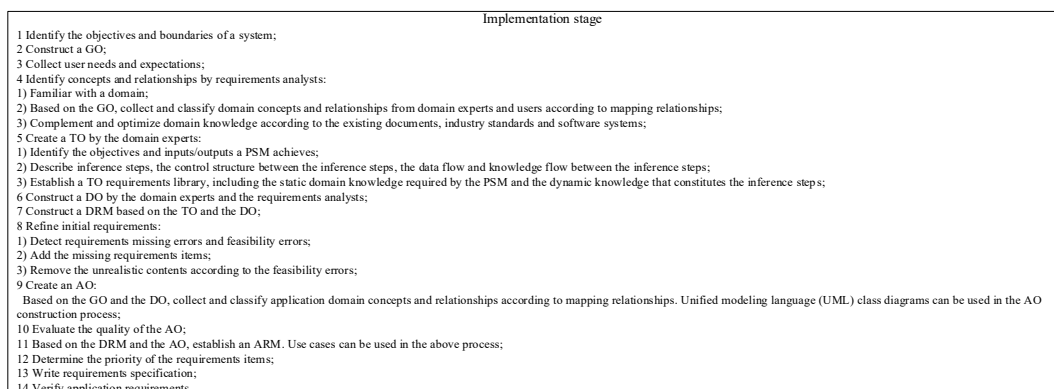 Implementation stage
1 Identify the objectives and boundaries of a system;
2 Construct a GO;
3 Collect user needs and expectations;
4 Identify concepts and relationships by requirements analysts:
1) Familiar with a domain;
2) Based on the GO, collect and classify domain concepts and relationships from domain experts and users according to mapping relationships;
3) Complement and optimize domain knowledge according to the existing documents, industry standards and software systems;
5 Create a TO by the domain experts:
1) Identify the objectives and inputs/outputs a PSM achieves;
2) Describe inference steps, the control structure between the inference steps, the data flow and knowledge flow between the inference steps;
3) Establish a TO requirements library, including the static domain knowledge required by the PSM and the dynamic knowledge that constitutes the inference steps;
6 Construct a DO by the domain experts and the requirements analysts;
7 Construct a DRM based on the TO and the DO;
8 Refine initial requirements:
1) Detect requirements missing errors and feasibility errors;
2) Add the missing requirements items;
3) Remove the unrealistic contents according to the feasibility errors;
9 Create an AO:
Based on the GO and the DO, collect and classify application domain concepts and relationships according to mapping relationships. Unified modeling language (UML) class diagrams can be used in the AO
construction process;
10 Evaluate the quality of the AO;
11 Based on the DRM and the AO, establish an ARM. Use cases can be used in the above process;
12 Determine the priority of the requirements items;
13 Write requirements specification;
14 Verify application requirements